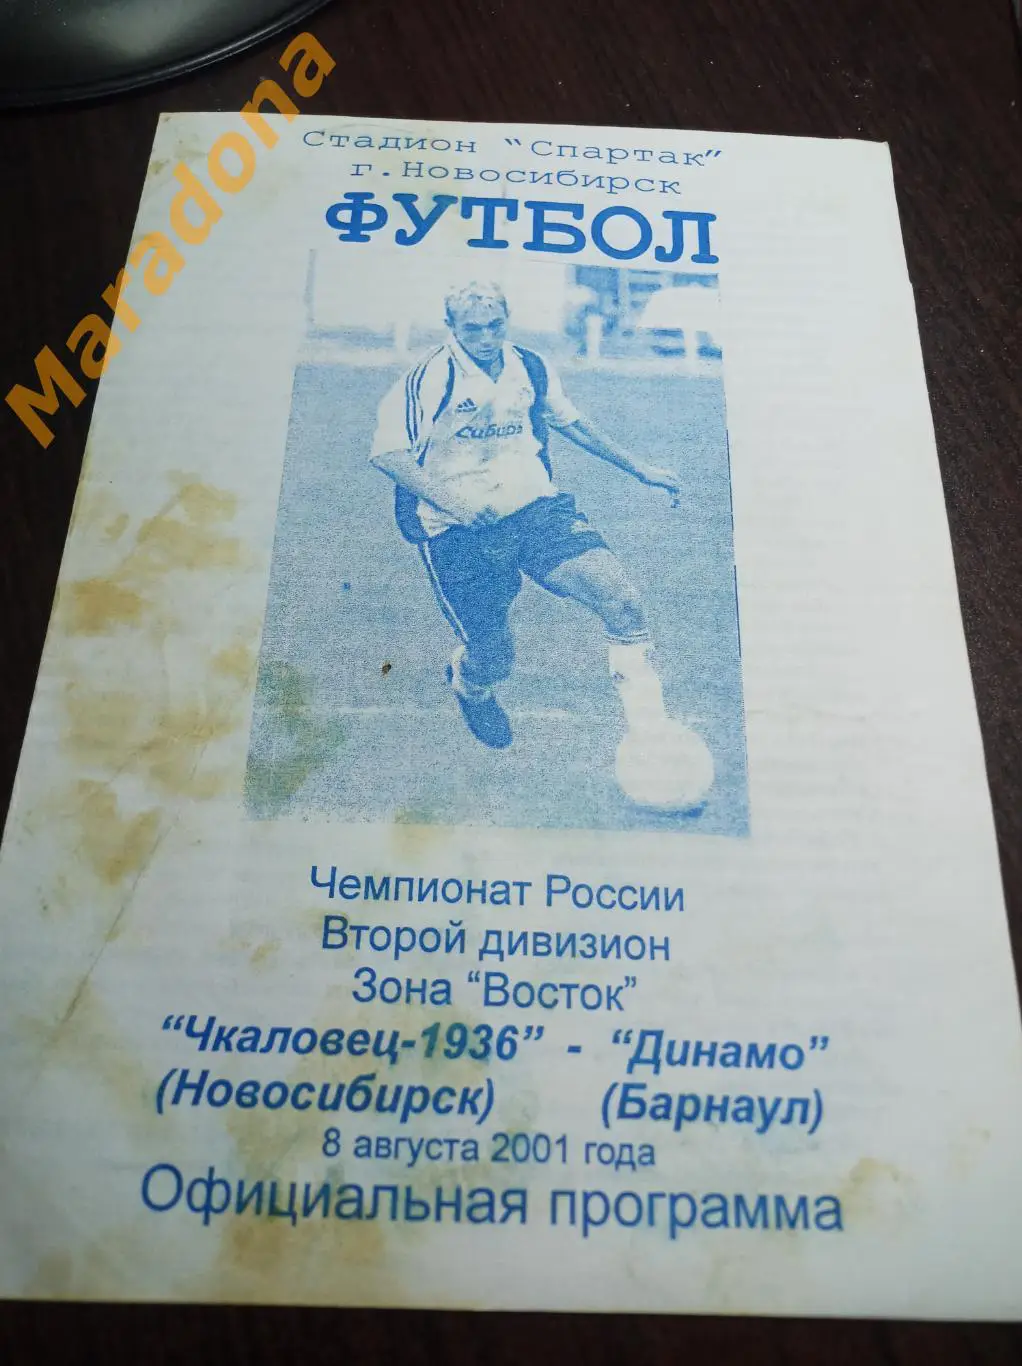 Maradona
Стадион "Спартак"
г.Новосибирск
ФУТБОЛ
adidas
Сибирь
Чемпионат России
Второй дивизион
Зона "Восток"
"Чкаловец-1936" - "Динамо"
(Новосибирск) (Барнаул)
8 августа 2001 года
Официальная программа